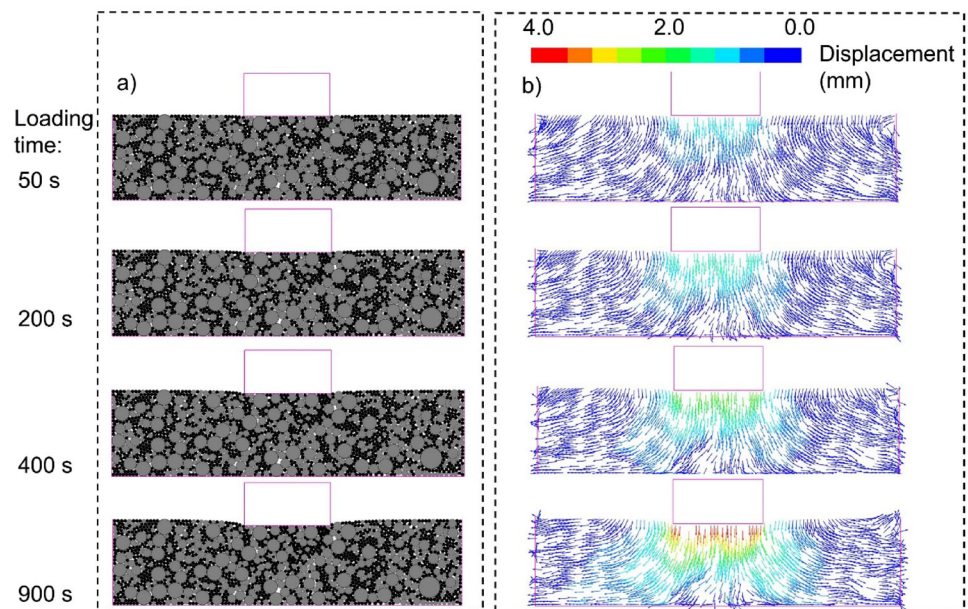 a)
Loading
time:
50 s
200 s
400 s
900 s
4.0 2.0 0.0
Displacement
(mm)
b)